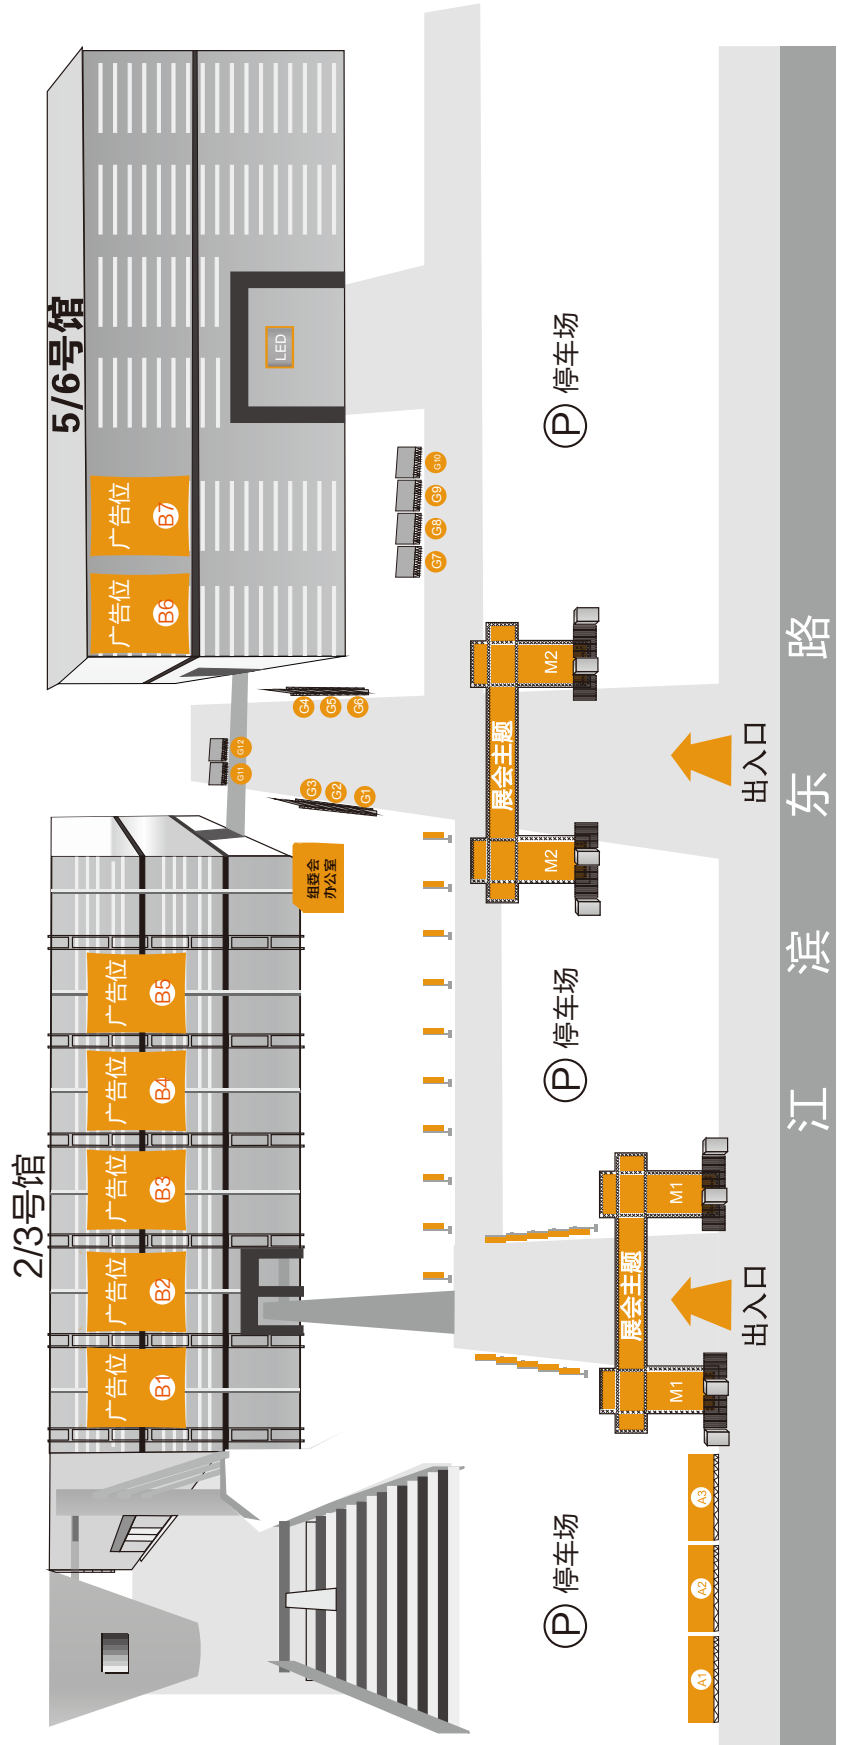 2/3号馆
5/6号馆
广告位
B1
广告位
B2
广告位
B3
广告位
B4
广告位
B5
广告位
B6
广告位
B7
LED
组委会
办公室
G11
G12
G3
G2
G1
G4
G5
G6
G7
G8
G9
G10
展会主题
M1
M1
展会主题
M2
M2
P 停车场
P 停车场
P 停车场
A1
A2
A3
出入口
出入口
江滨东路